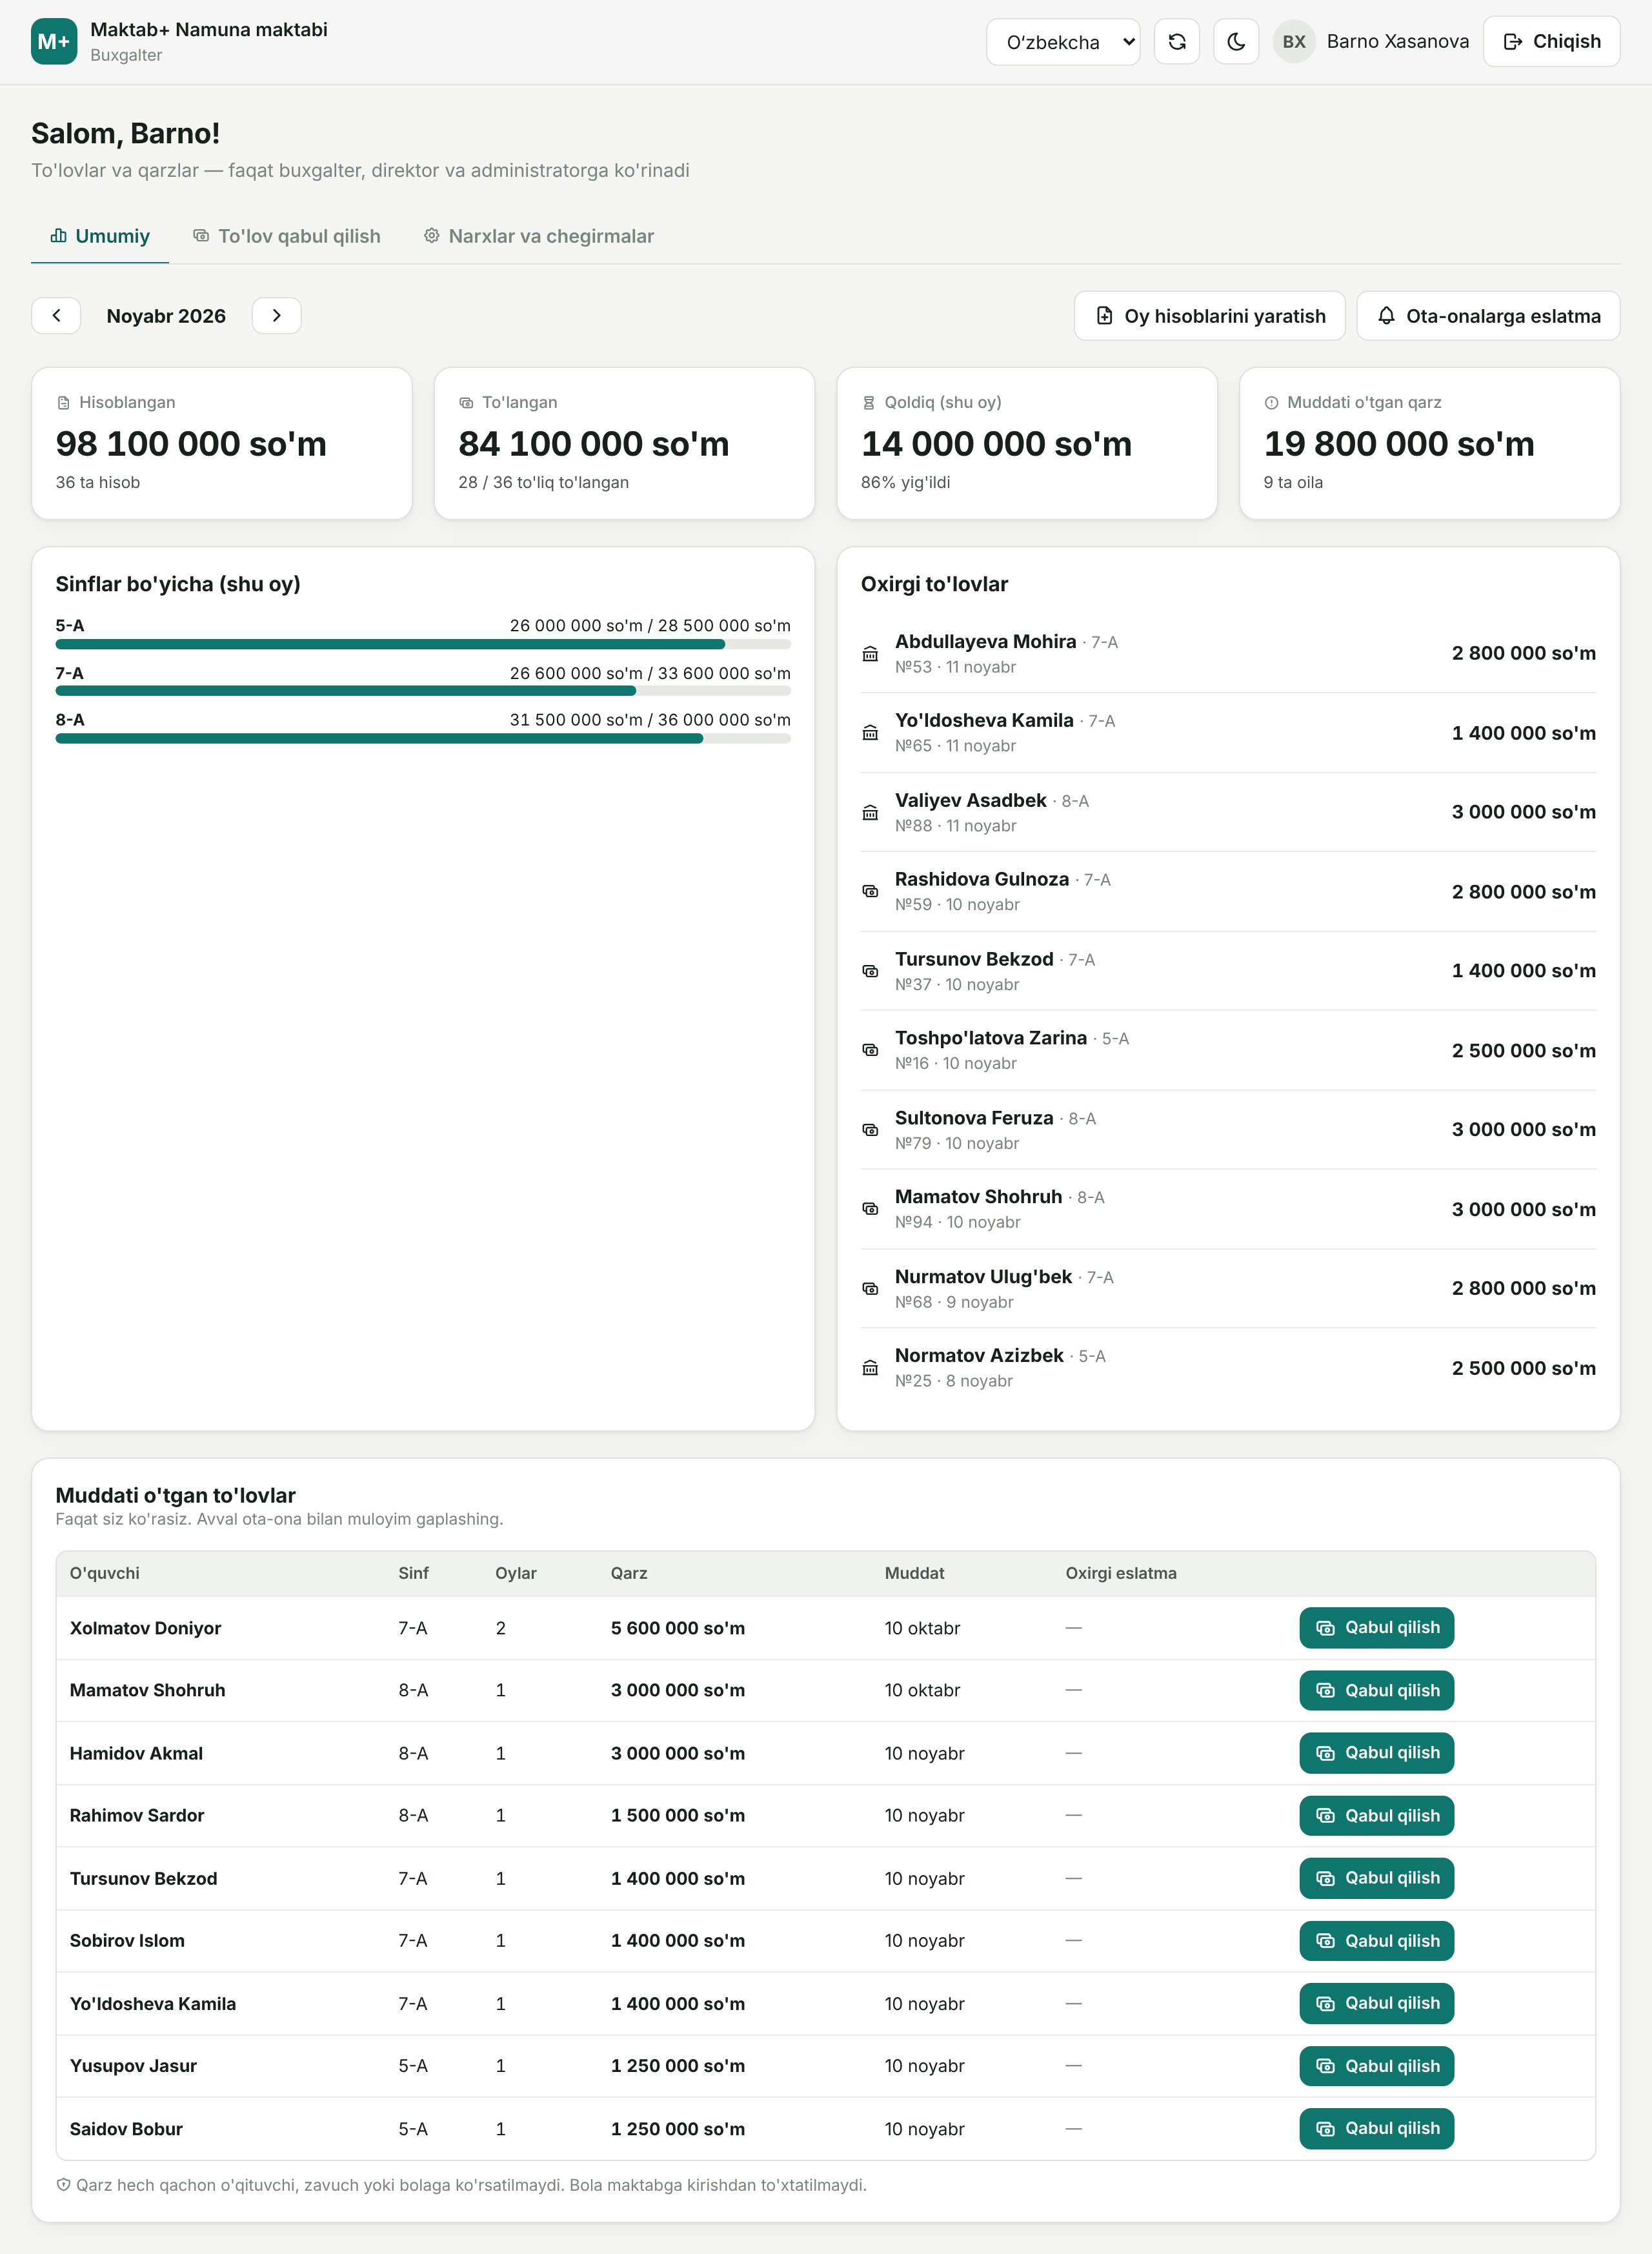 M+
Maktab+ Namuna maktabi
Buxgalter
Oʻzbekcha
BX
Barno Xasanova
Chiqish
Salom, Barno!
To'lovlar va qarzlar — faqat buxgalter, direktor va administratorga ko'rinadi
Umumiy
To'lov qabul qilish
Narxlar va chegirmalar
Noyabr 2026
Oy hisoblarini yaratish
Ota-onalarga eslatma
Hisoblangan
98 100 000 so'm
36 ta hisob
To'langan
84 100 000 so'm
28 / 36 to'liq to'langan
Qoldiq (shu oy)
14 000 000 so'm
86% yig'ildi
Muddati o'tgan qarz
19 800 000 so'm
9 ta oila
Sinflar bo'yicha (shu oy)
5-A 26 000 000 so'm / 28 500 000 so'm
7-A 26 600 000 so'm / 33 600 000 so'm
8-A 31 500 000 so'm / 36 000 000 so'm
Oxirgi to'lovlar
Abdullayeva Mohira · 7-A
№53 · 11 noyabr
2 800 000 so'm
Yo'ldosheva Kamila · 7-A
№65 · 11 noyabr
1 400 000 so'm
Valiyev Asadbek · 8-A
№88 · 11 noyabr
3 000 000 so'm
Rashidova Gulnoza · 7-A
№59 · 10 noyabr
2 800 000 so'm
Tursunov Bekzod · 7-A
№37 · 10 noyabr
1 400 000 so'm
Toshpo'latova Zarina · 5-A
№16 · 10 noyabr
2 500 000 so'm
Sultonova Feruza · 8-A
№79 · 10 noyabr
3 000 000 so'm
Mamatov Shohruh · 8-A
№94 · 10 noyabr
3 000 000 so'm
Nurmatov Ulug'bek · 7-A
№68 · 9 noyabr
2 800 000 so'm
Normatov Azizbek · 5-A
№25 · 8 noyabr
2 500 000 so'm
Muddati o'tgan to'lovlar
Faqat siz ko'rasiz. Avval ota-ona bilan muloyim gaplashing.
O'quvchi Sinf Oylar Qarz Muddat Oxirgi eslatma
Xolmatov Doniyor 7-A 2 5 600 000 so'm 10 oktabr — Qabul qilish
Mamatov Shohruh 8-A 1 3 000 000 so'm 10 oktabr — Qabul qilish
Hamidov Akmal 8-A 1 3 000 000 so'm 10 noyabr — Qabul qilish
Rahimov Sardor 8-A 1 1 500 000 so'm 10 noyabr — Qabul qilish
Tursunov Bekzod 7-A 1 1 400 000 so'm 10 noyabr — Qabul qilish
Sobirov Islom 7-A 1 1 400 000 so'm 10 noyabr — Qabul qilish
Yo'ldosheva Kamila 7-A 1 1 400 000 so'm 10 noyabr — Qabul qilish
Yusupov Jasur 5-A 1 1 250 000 so'm 10 noyabr — Qabul qilish
Saidov Bobur 5-A 1 1 250 000 so'm 10 noyabr — Qabul qilish
Qarz hech qachon o'qituvchi, zavuch yoki bolaga ko'rsatilmaydi. Bola maktabga kirishdan to'xtatilmaydi.